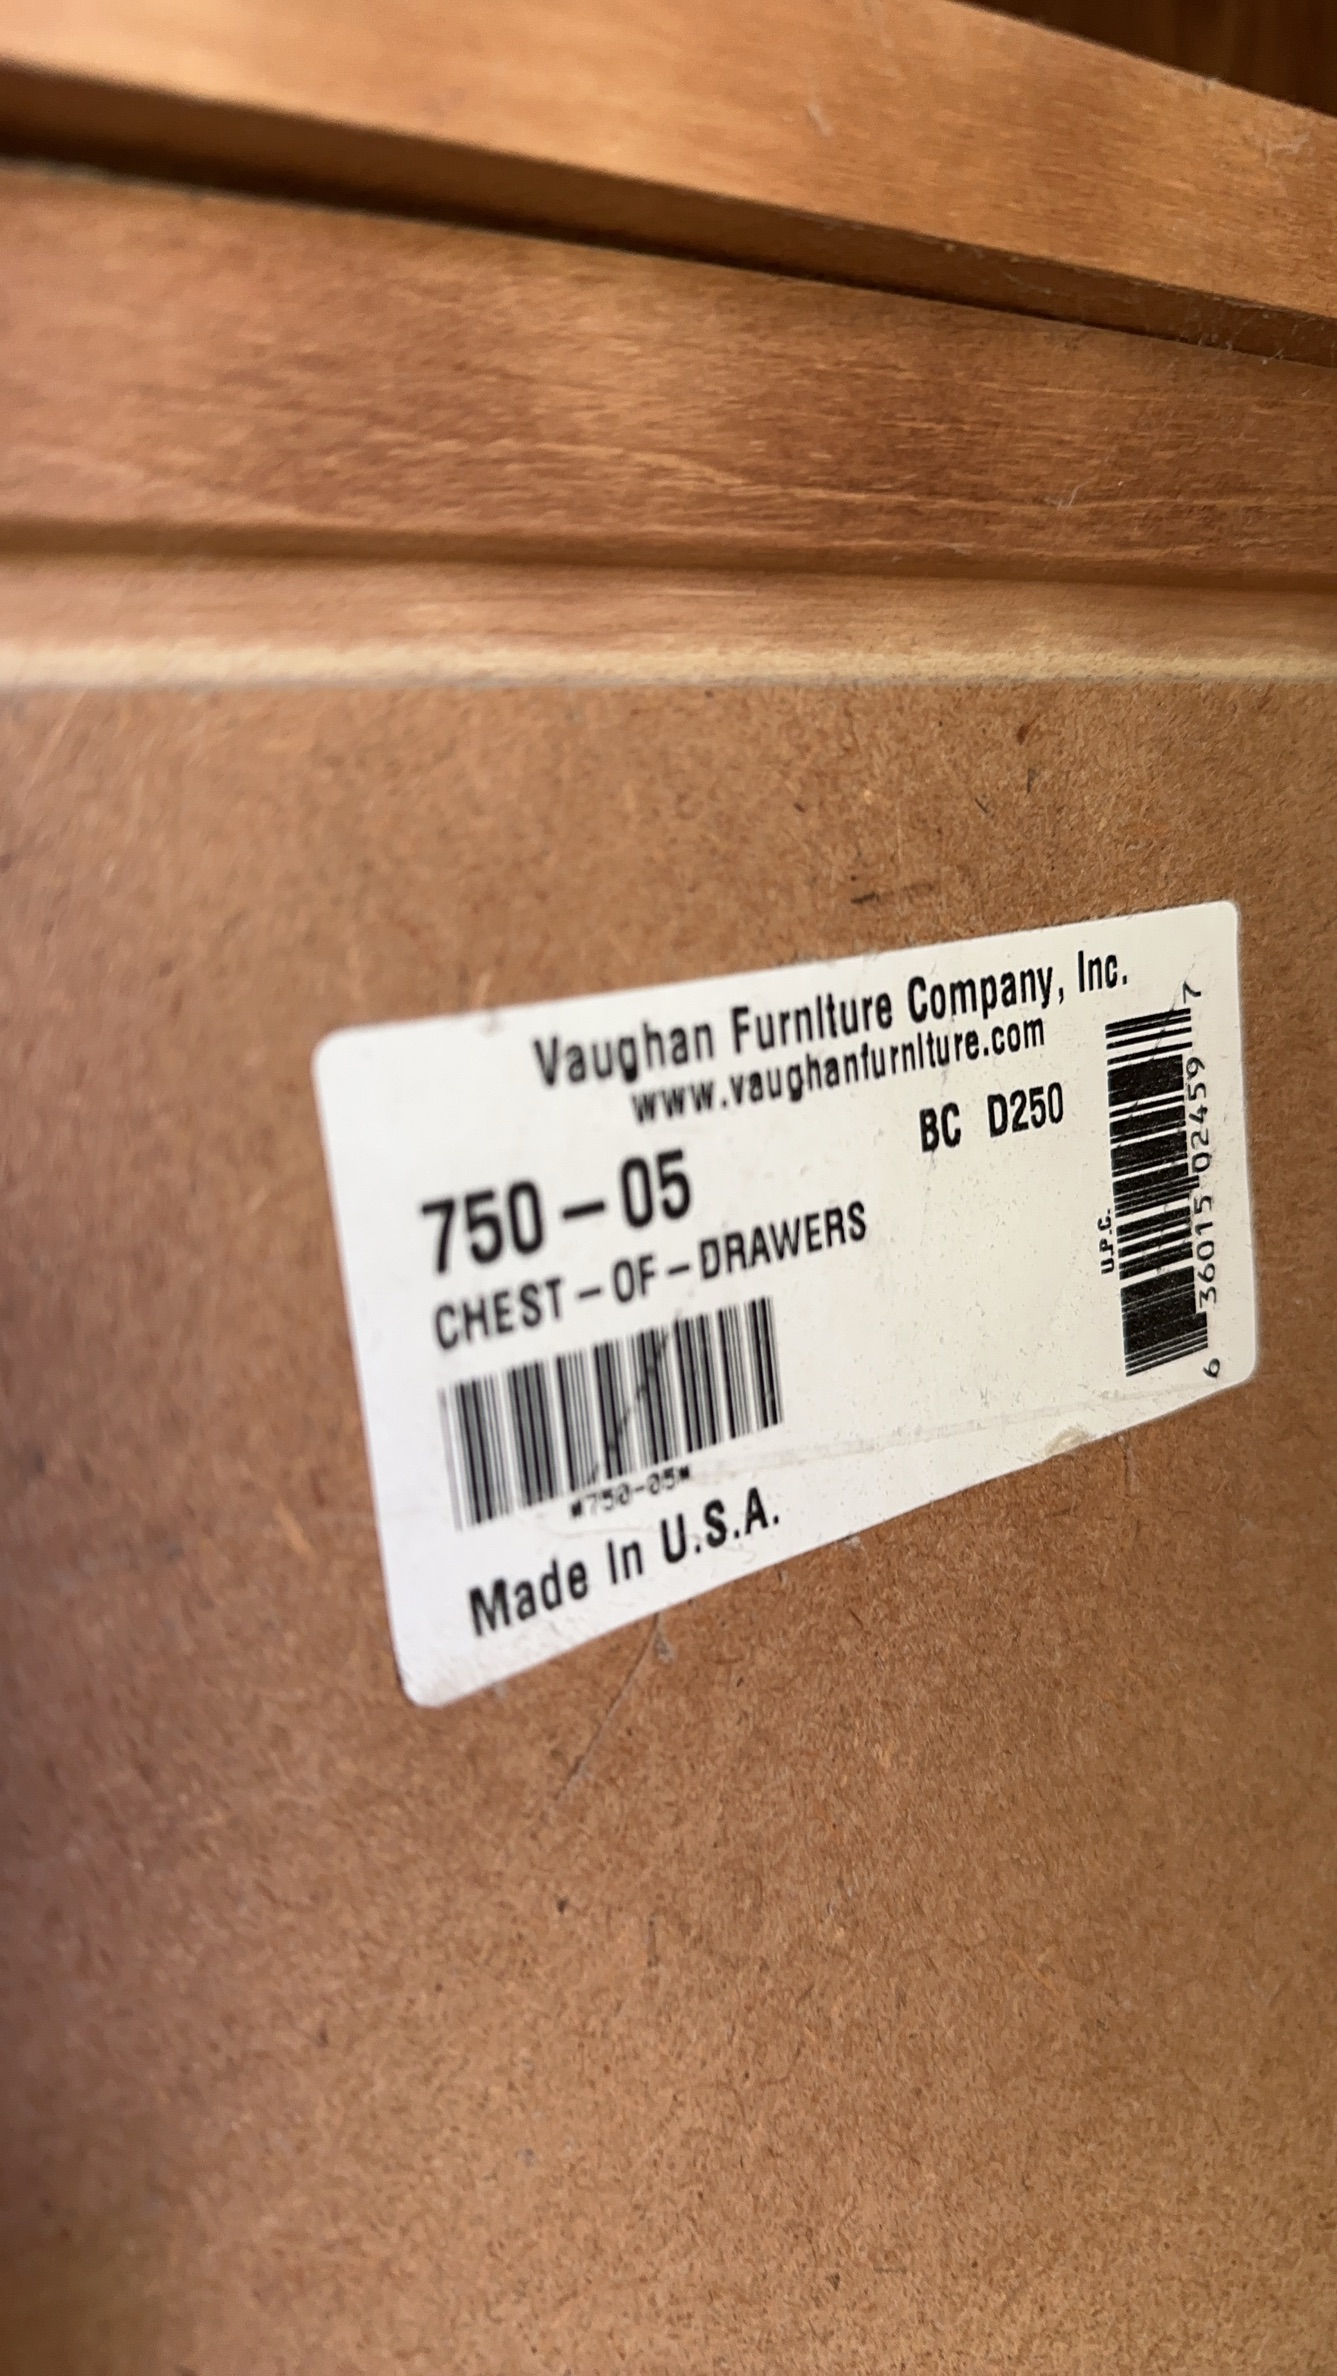 Vaughan Furniture Company, Inc.
www.vaughanfurniture.com
BC D250
750-05
CHEST-OF-DRAWERS
*750-05*
Made In U.S.A.
U.P.C.
6 36015 02459 7